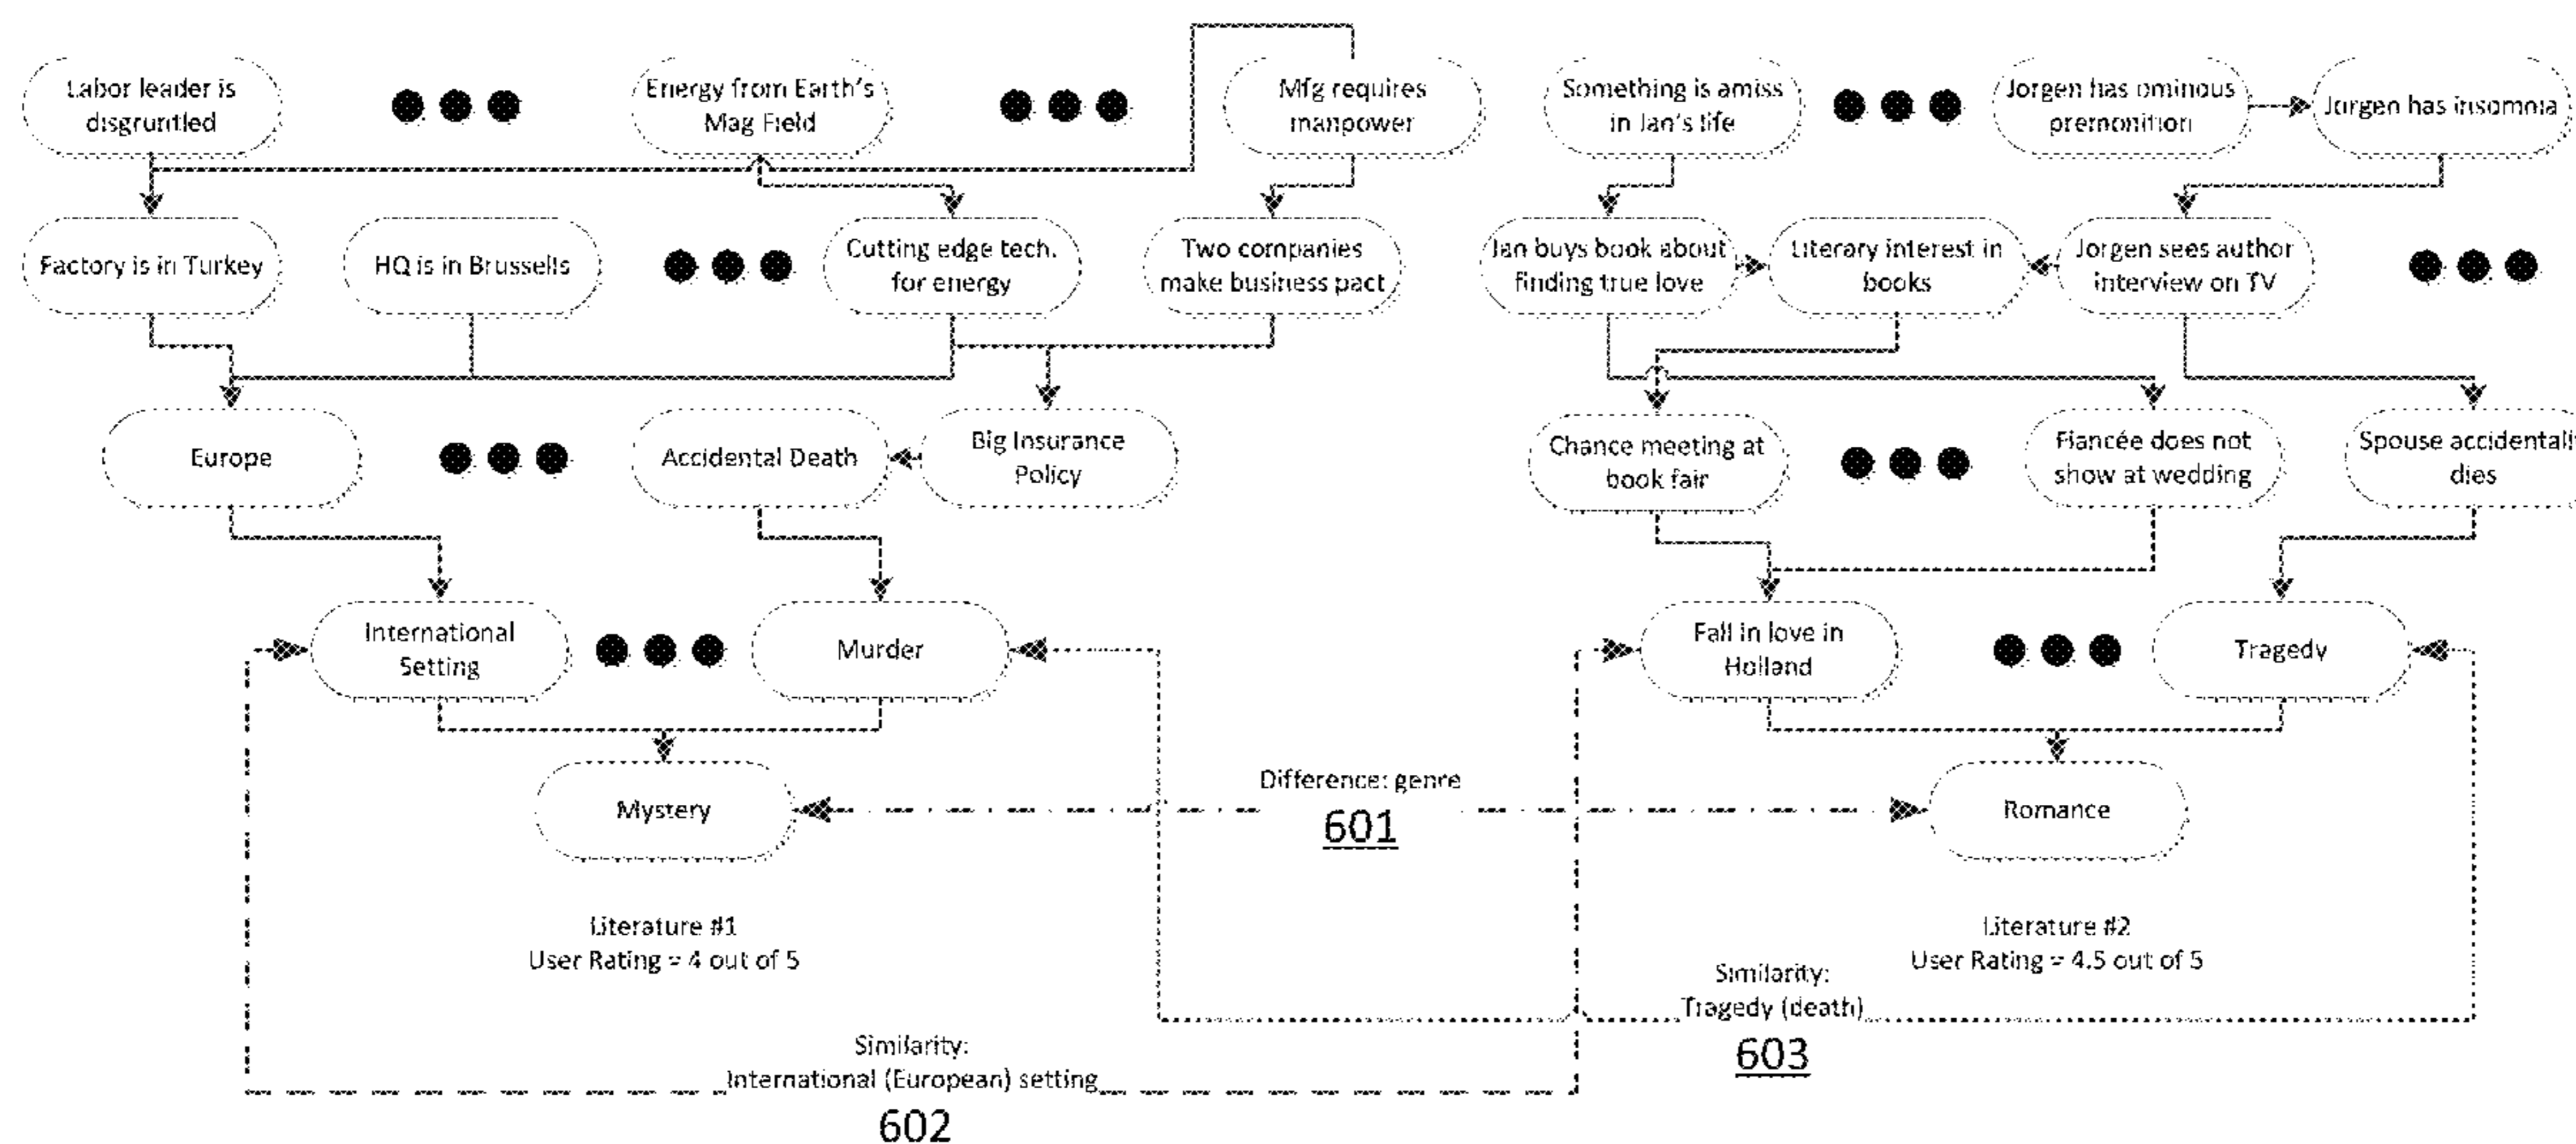 Labor leader is
disgruntled
Energy from Earth's
Mag Field
Mfg requires
manpower
Something is amiss
in Jan's life
Jorgen has ominous
premonition
Jorgen has insomnia
Factory is in Turkey
HQ is in Brussells
Cutting edge tech.
for energy
Two companies
make business pact
Jan buys book about
finding true love
Literary interest in
books
Jorgen sees author
interview on TV
Europe
Accidental Death
Big Insurance
Policy
Chance meeting at
book fair
Fiancée does not
show at wedding
Spouse accidentall
dies
International
Setting
Murder
Fall in love in
Holland
Tragedy
Mystery
Difference: genre
601
Romance
Literature #1
User Rating = 4 out of 5
Literature #2
User Rating = 4.5 out of 5
Similarity:
Tragedy (death)
603
Similarity:
International (European) setting
602